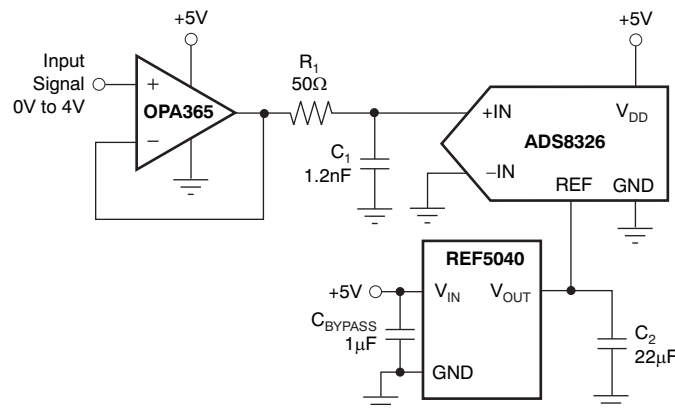 +5V
+5V
Input
Signal
0V to 4V
+
−
OPA365
R1
50Ω
C1
1.2nF
+IN
−IN
VDD
ADS8326
REF
GND
REF5040
+5V
VIN
VOUT
CBYPASS
1μF
GND
C2
22μF